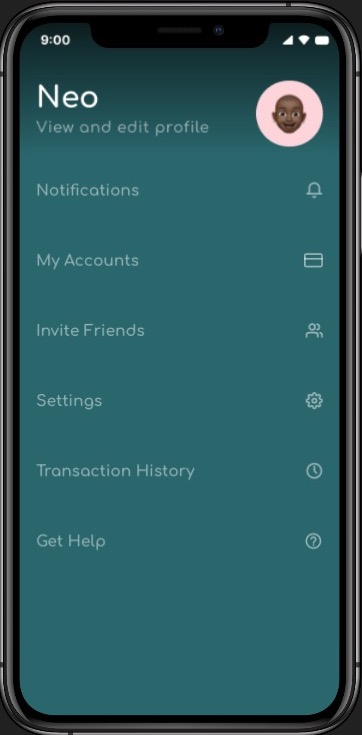 9:00
Neo
View and edit profile
Notifications
My Accounts
Invite Friends
Settings
Transaction History
Get Help